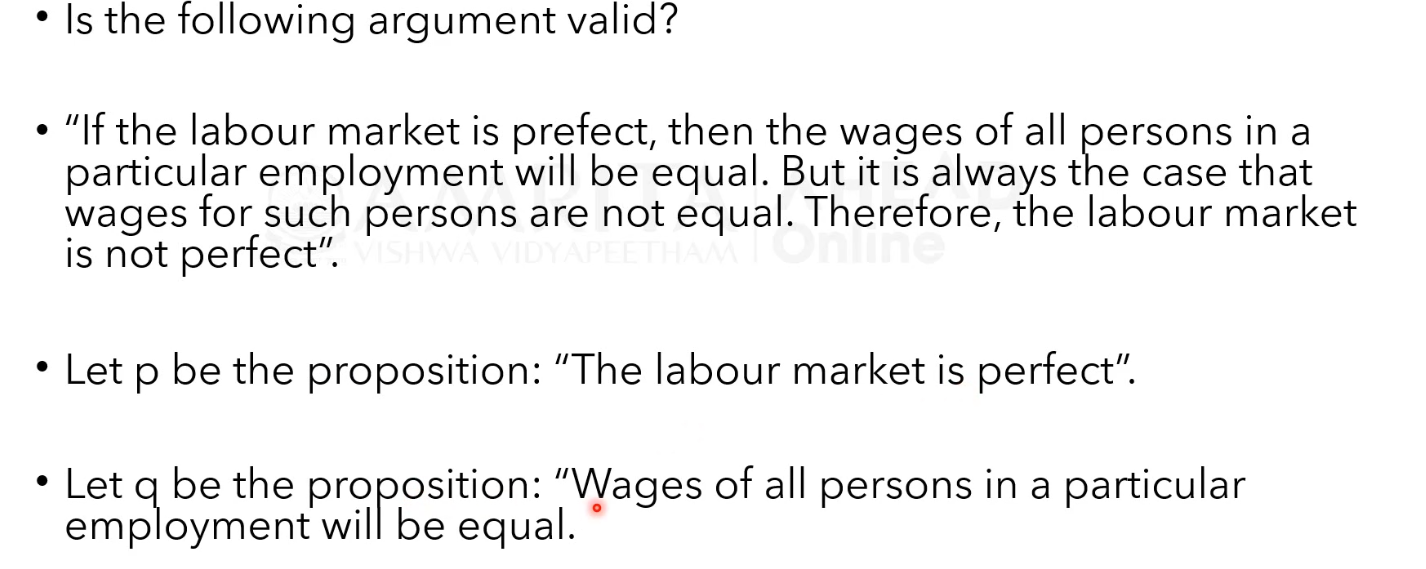 • Is the following argument valid?
• “If the labour market is prefect, then the wages of all persons in a
particular employment will be equal. But it is always the case that
wages for such persons are not equal. Therefore, the labour market
is not perfect”.
AMRITA AHEAD
VISHWA VIDYAPEETHAM Online
• Let p be the proposition: “The labour market is perfect”.
• Let q be the proposition: “Wages of all persons in a particular
employment will be equal.